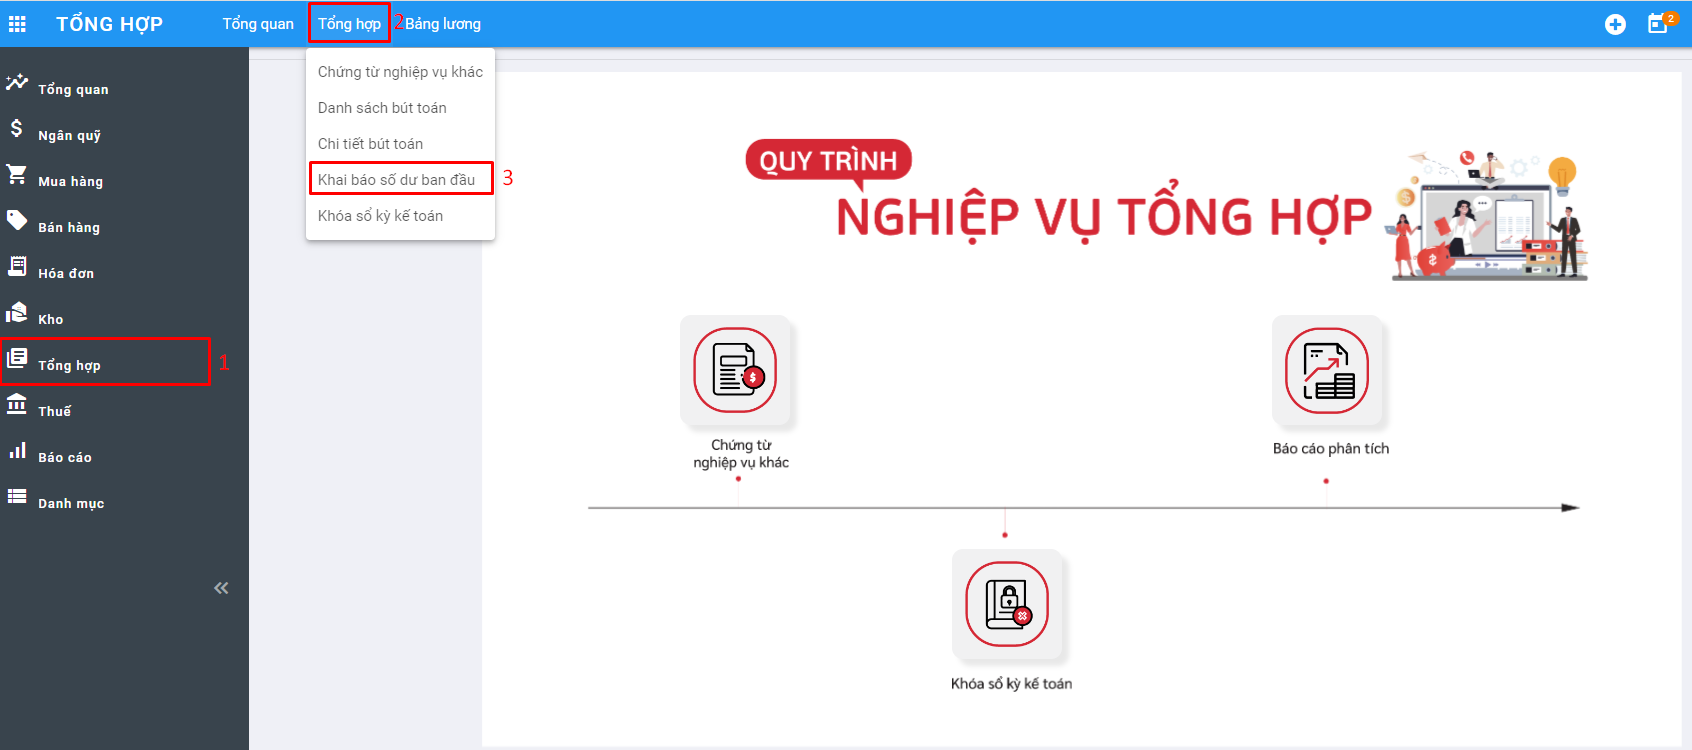 TỔNG HỢP
Tổng quan
Tổng hợp
2
Bảng lương
2
Tổng quan
Ngân quỹ
Mua hàng
Bán hàng
Hóa đơn
Kho
Tổng hợp
1
Thuế
Báo cáo
Danh mục
Chứng từ nghiệp vụ khác
Danh sách bút toán
Chi tiết bút toán
Khai báo số dư ban đầu
3
Khóa sổ kỳ kế toán
QUY TRÌNH
NGHIỆP VỤ TỔNG HỢP
Chứng từ
nghiệp vụ khác
Báo cáo phân tích
Khóa sổ kỳ kế toán